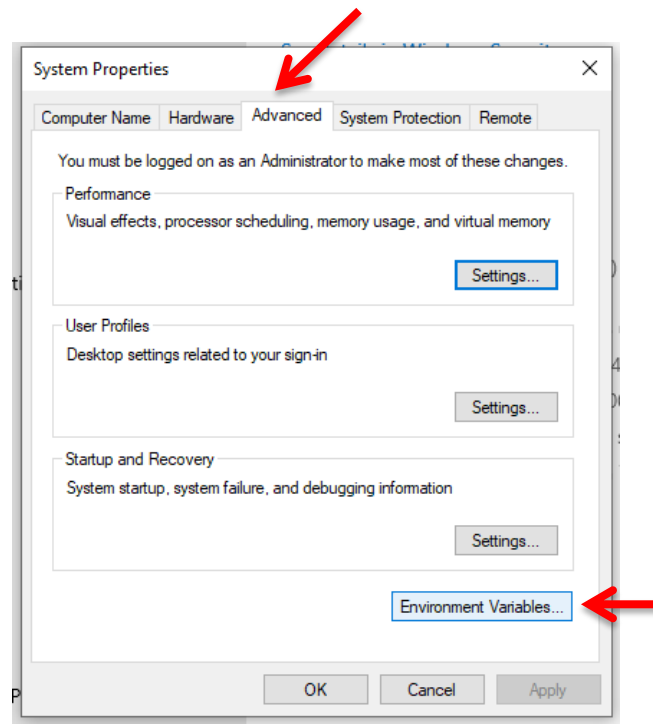 System Properties
Computer Name Hardware Advanced System Protection Remote
You must be logged on as an Administrator to make most of these changes.
Performance
Visual effects, processor scheduling, memory usage, and virtual memory
Settings...
User Profiles
Desktop settings related to your sign-in
Settings...
Startup and Recovery
System startup, system failure, and debugging information
Settings...
Environment Variables...
OK Cancel Apply